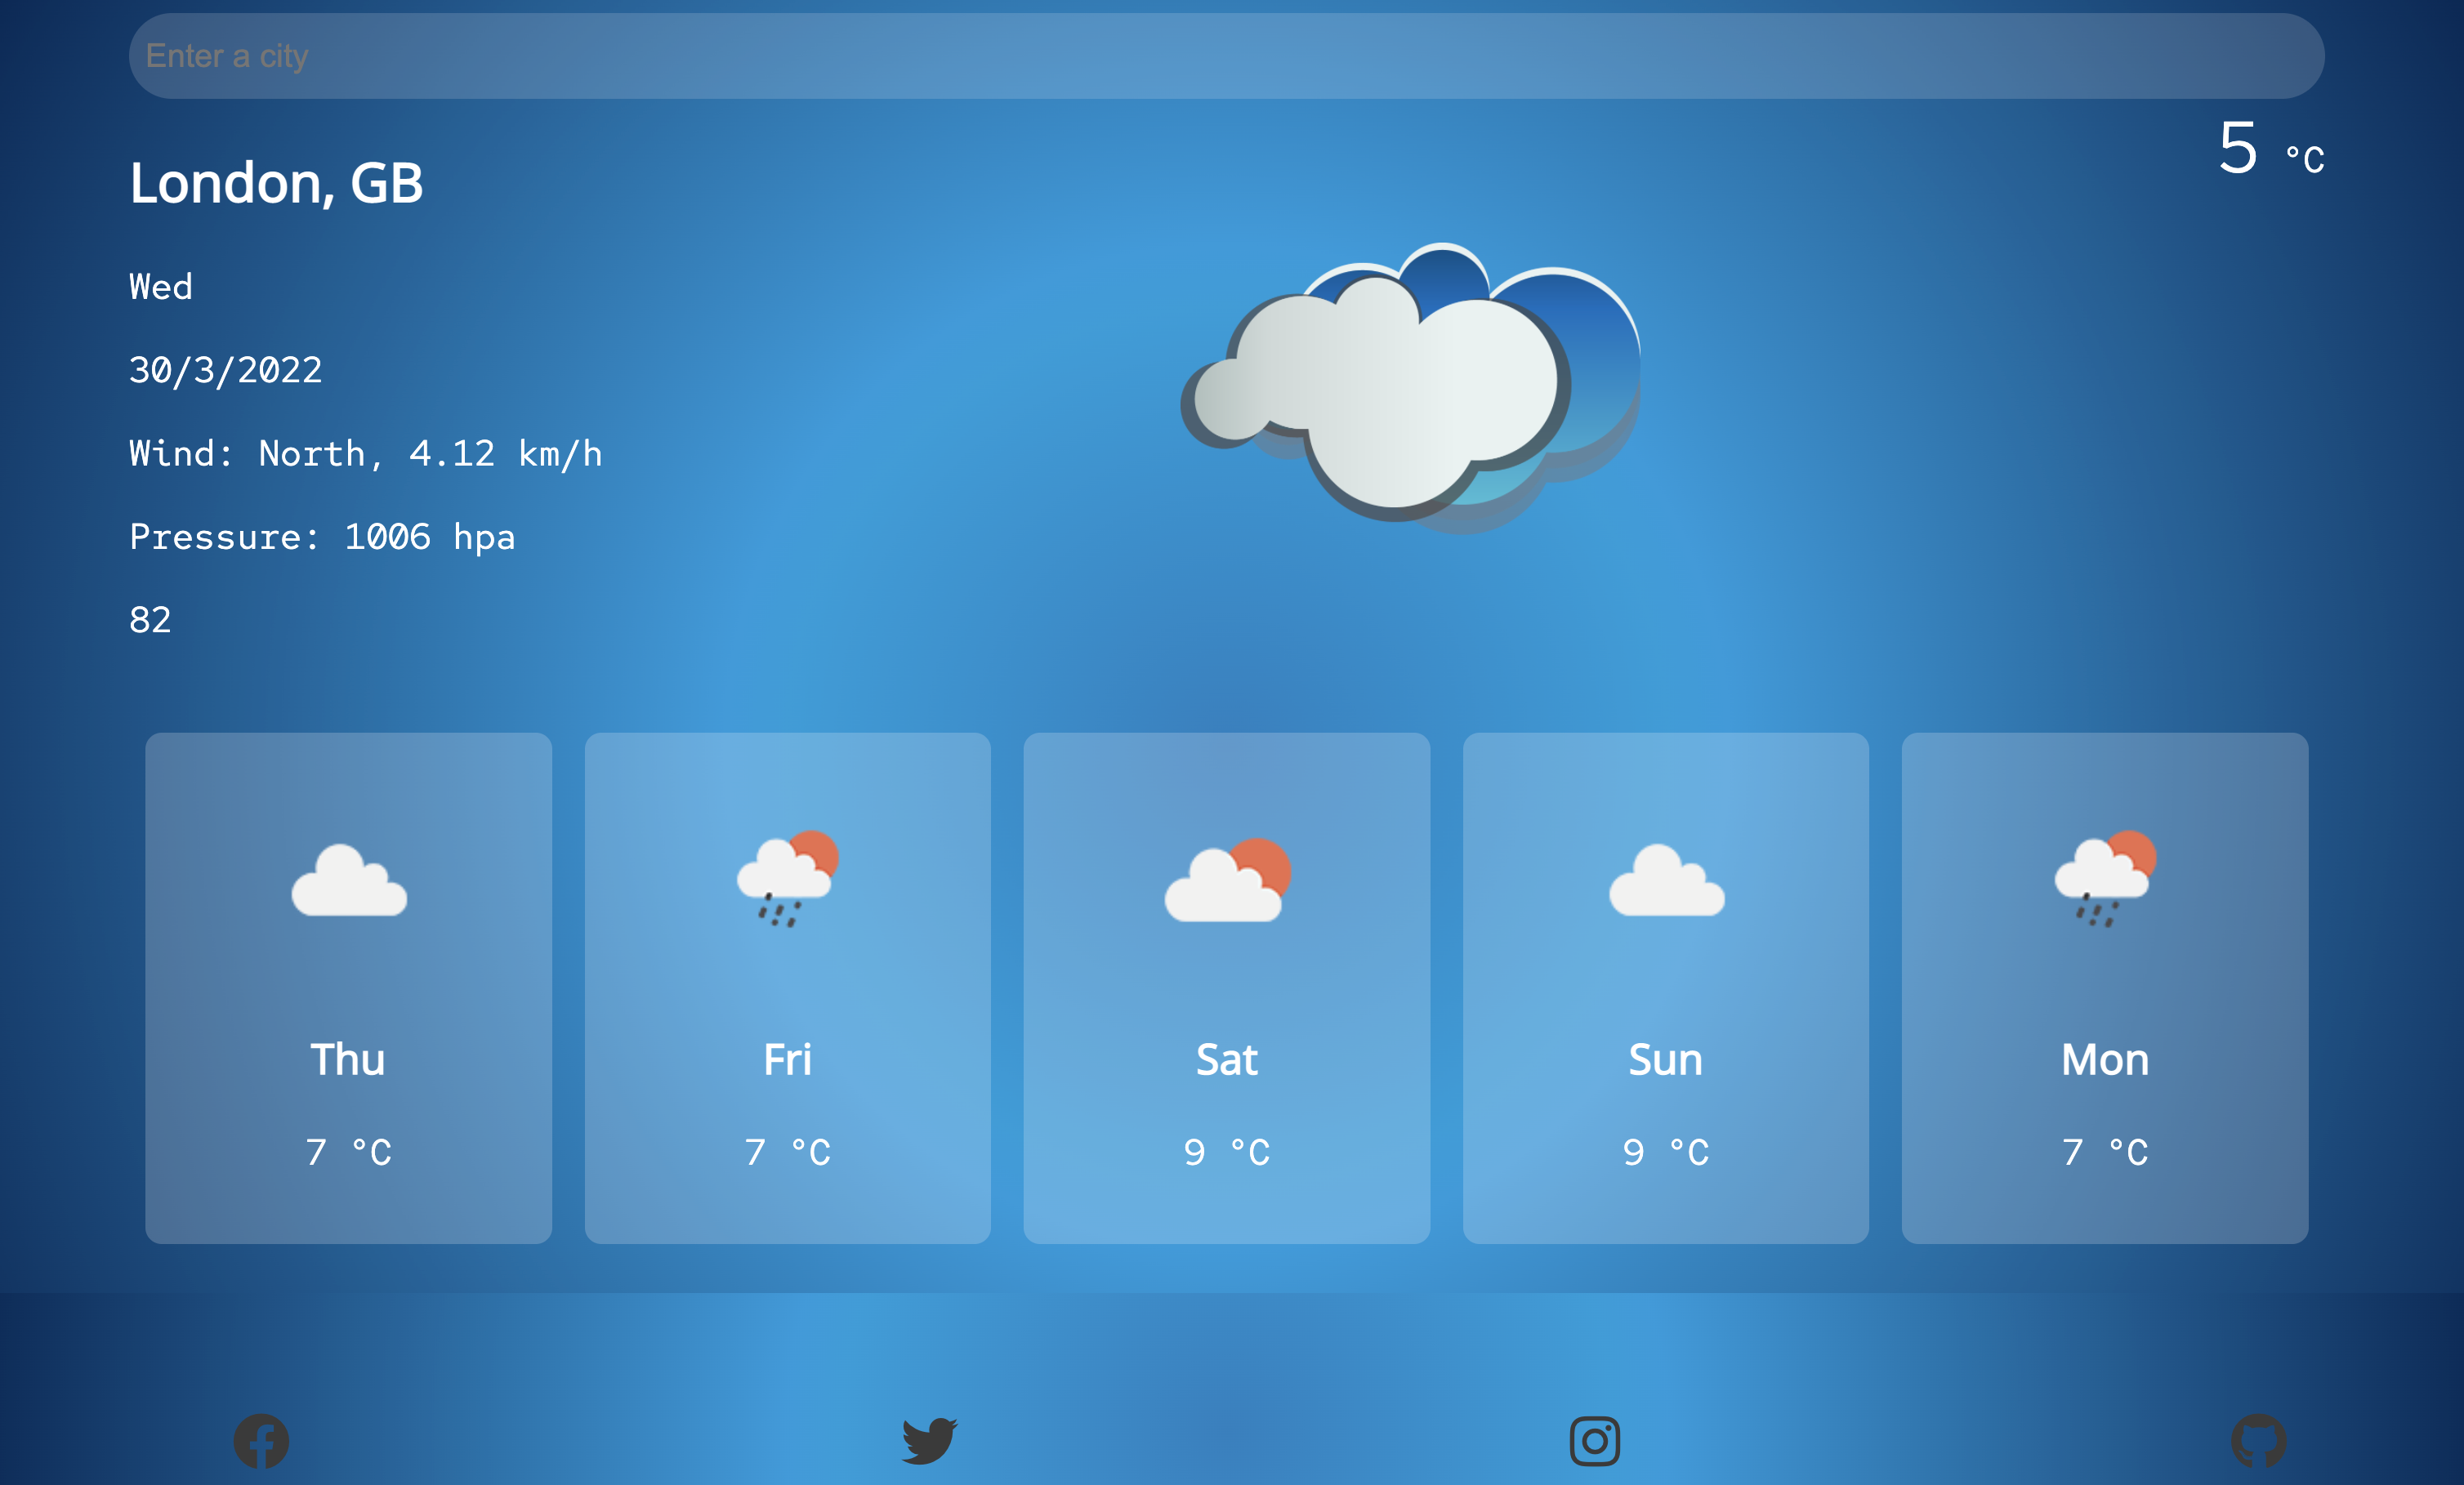 Enter a city
London, GB
5 °C
Wed
30/3/2022
Wind: North, 4.12 km/h
Pressure: 1006 hpa
82
Thu
7 °C
Fri
7 °C
Sat
9 °C
Sun
9 °C
Mon
7 °C